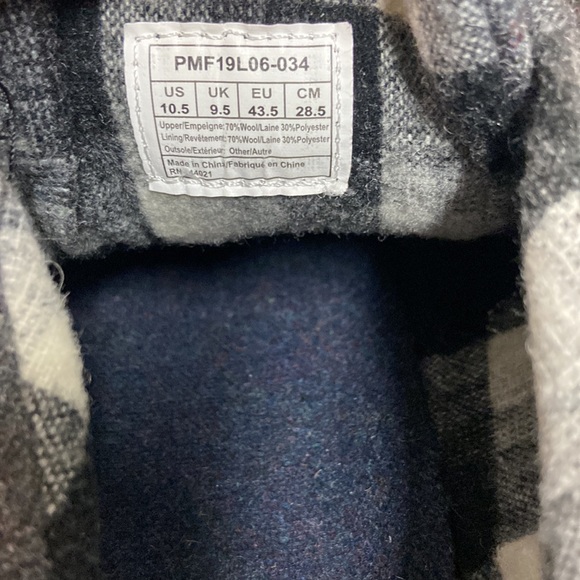 PMF19L06-034
US UK EU CM
10.5 9.5 43.5 28.5
Upper/Empeigne: 70%Wool/Laine 30%Polyester
Lining/Revêtement: 70%Wool/Laine 30%Polyester
Outsole/Extérieur: Other/Autre
Made in China/Fabriqué en Chine
RN